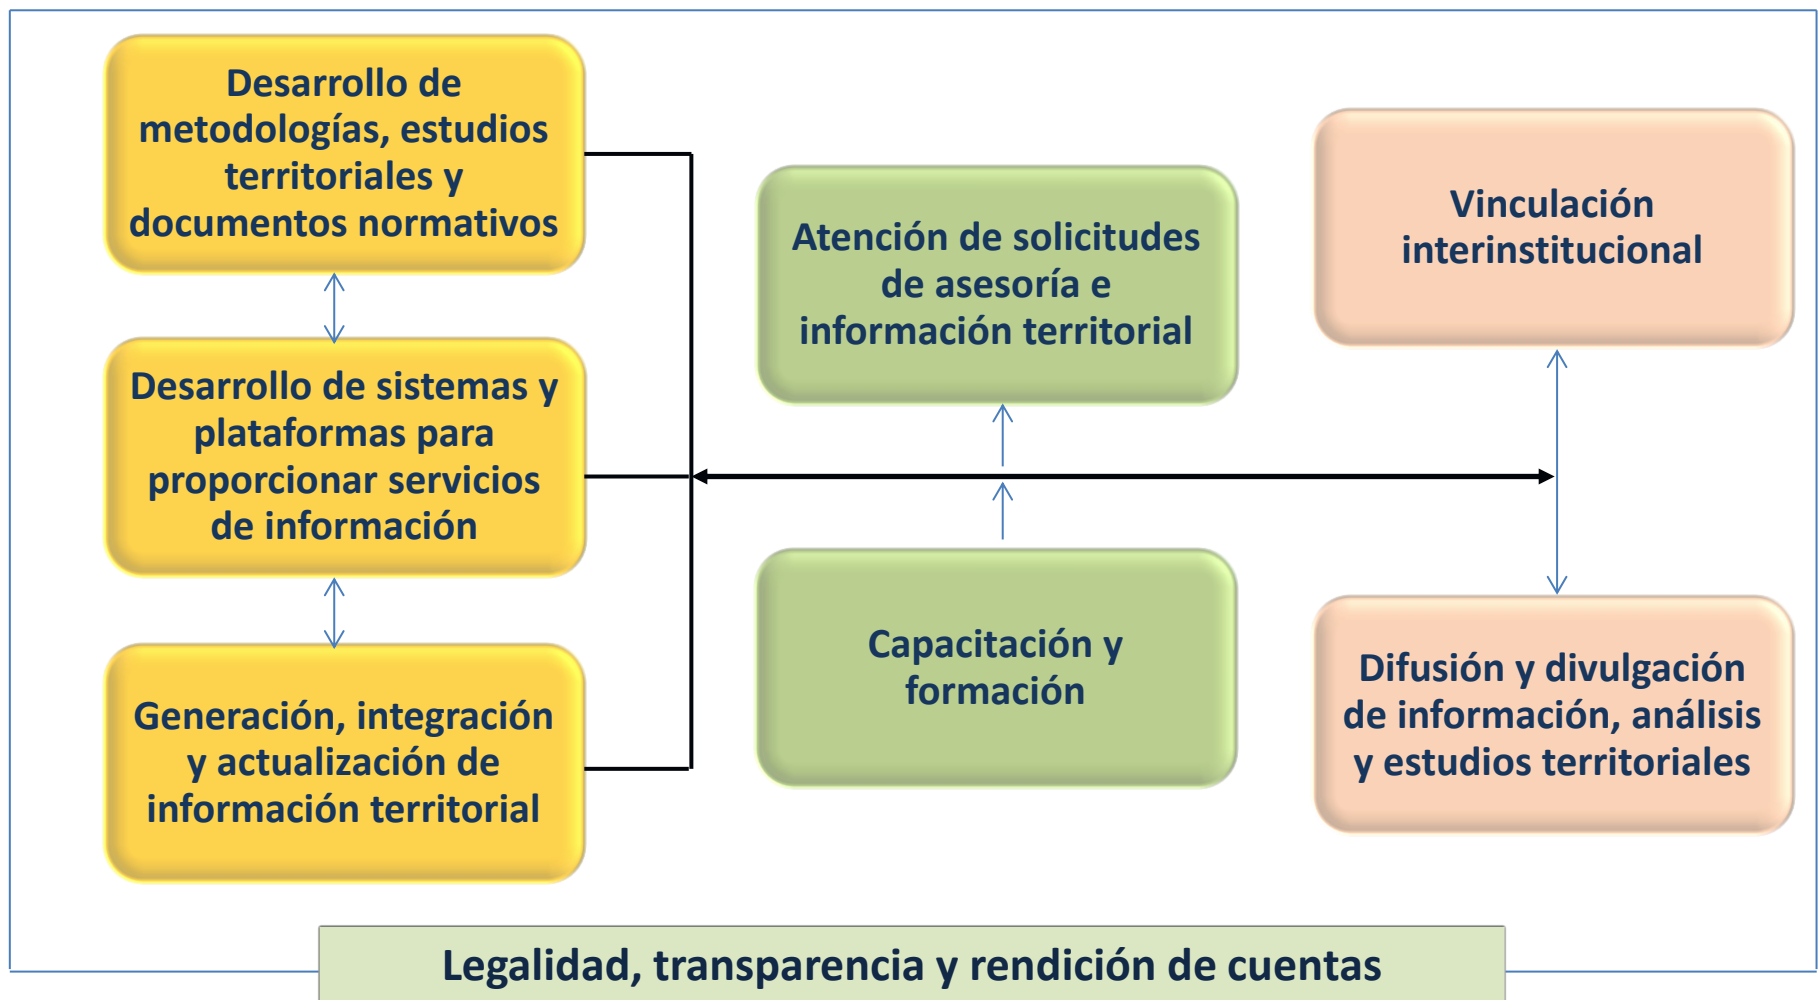 Desarrollo de
metodologías, estudios
territoriales y
documentos normativos
Desarrollo de sistemas y
plataformas para
proporcionar servicios
de información
Generación, integración
y actualización de
información territorial
Atención de solicitudes
de asesoría e
información territorial
Capacitación y
formación
Vinculación
interinstitucional
Difusión y divulgación
de información, análisis
y estudios territoriales
Legalidad, transparencia y rendición de cuentas